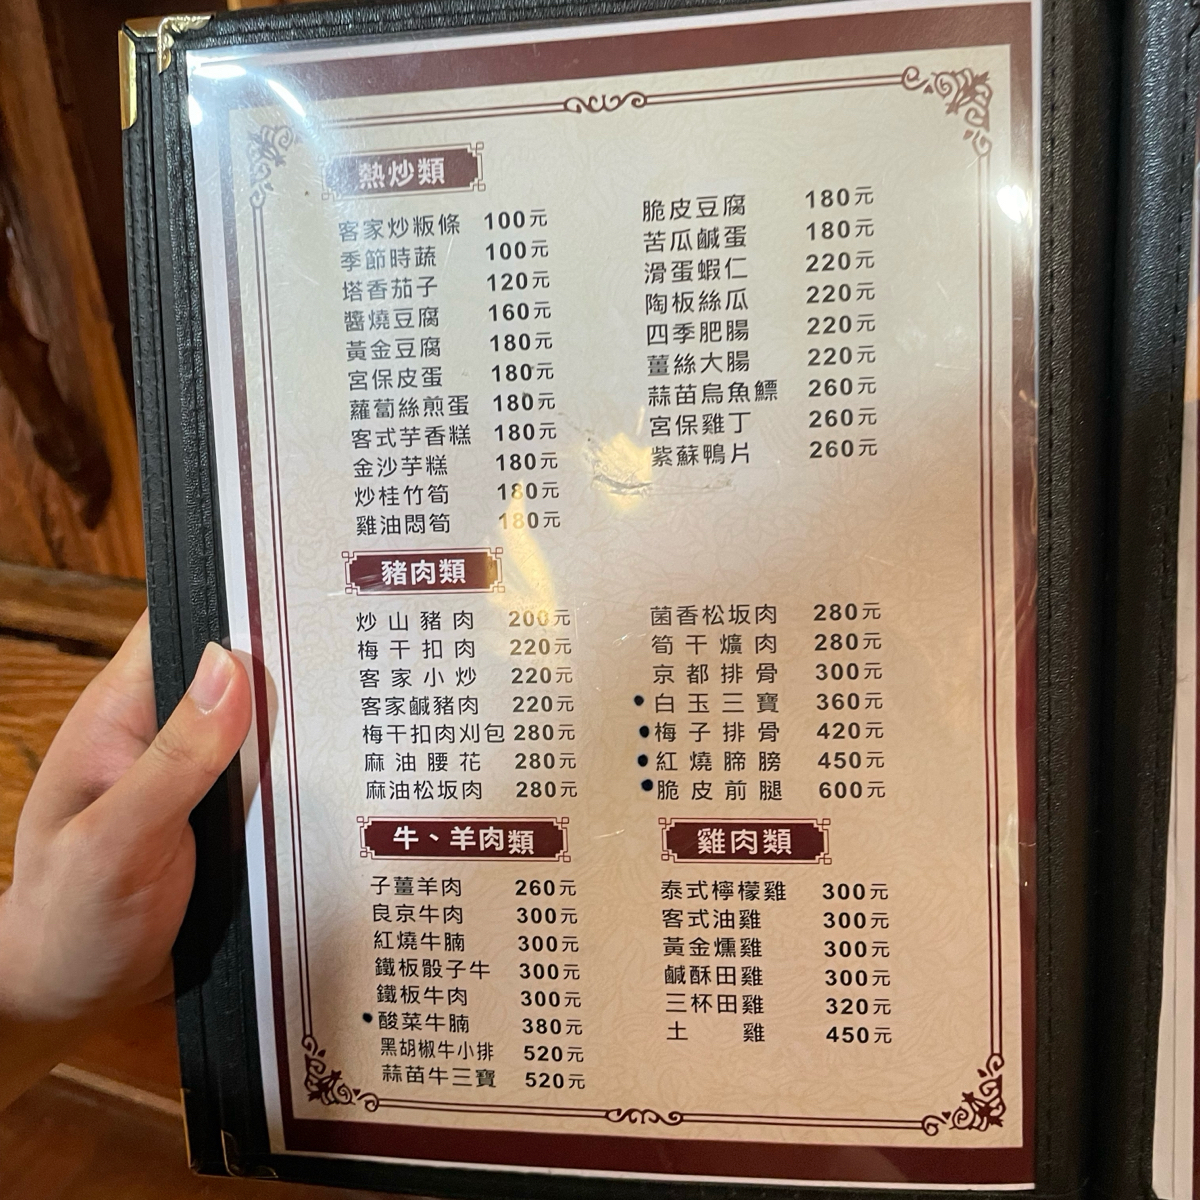 熱炒類
客家炒粄條 100元
季節時蔬 100元
塔香茄子 120元
醬燒豆腐 160元
黃金豆腐 180元
宮保皮蛋 180元
蘿蔔絲煎蛋 180元
客式芋香糕 180元
金沙芋糕 180元
炒桂竹筍 180元
雞油悶筍 180元
脆皮豆腐 180元
苦瓜鹹蛋 180元
滑蛋蝦仁 220元
陶板絲瓜 220元
四季肥腸 220元
薑絲大腸 220元
蒜苗烏魚鰾 260元
宮保雞丁 260元
紫蘇鴨片 260元
豬肉類
炒山豬肉 200元
梅干扣肉 220元
客家小炒 220元
客家鹹豬肉 220元
梅干扣肉刈包 280元
麻油腰花 280元
麻油松坂肉 280元
菌香松坂肉 280元
筍干爌肉 280元
京都排骨 300元
白玉三寶 360元
梅子排骨 420元
紅燒蹄膀 450元
脆皮前腿 600元
牛、羊肉類
子薑羊肉 260元
良京牛肉 300元
紅燒牛腩 300元
鐵板骰子牛 300元
鐵板牛肉 300元
酸菜牛腩 380元
黑胡椒牛小排 520元
蒜苗牛三寶 520元
雞肉類
泰式檸檬雞 300元
客式油雞 300元
黃金燻雞 300元
鹹酥田雞 300元
三杯田雞 320元
土雞 450元